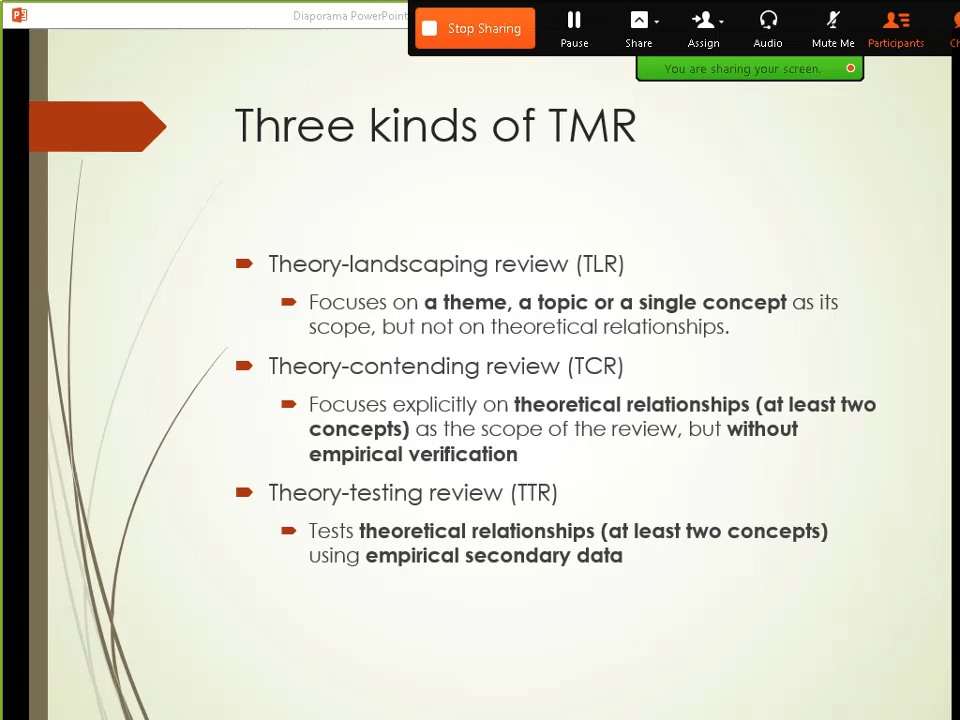 Diaporama PowerPoint
Stop Sharing
Pause
Share
Assign
Audio
Mute Me
Participants
You are sharing your screen.
Three kinds of TMR
Theory-landscaping review (TLR)
Focuses on a theme, a topic or a single concept as its
scope, but not on theoretical relationships.
Theory-contending review (TCR)
Focuses explicitly on theoretical relationships (at least two
concepts) as the scope of the review, but without
empirical verification
Theory-testing review (TTR)
Tests theoretical relationships (at least two concepts)
using empirical secondary data